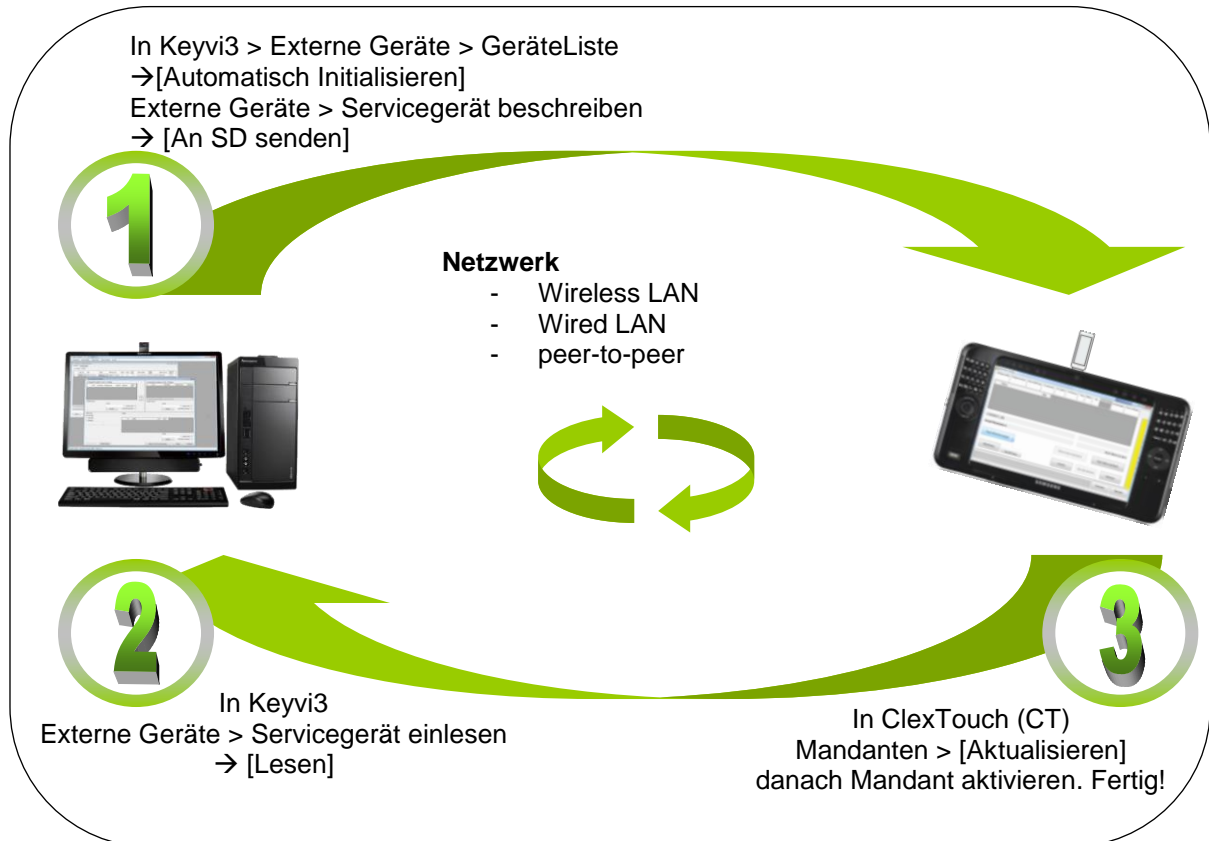 In Keyvi3 > Externe Geräte > GeräteListe
→[Automatisch Initialisieren]
Externe Geräte > Servicegerät beschreiben
→ [An SD senden]
1
Netzwerk
- Wireless LAN
- Wired LAN
- peer-to-peer
SAMSUNG
2
In Keyvi3
Externe Geräte > Servicegerät einlesen
→ [Lesen]
3
In ClexTouch (CT)
Mandanten > [Aktualisieren]
danach Mandant aktivieren. Fertig!